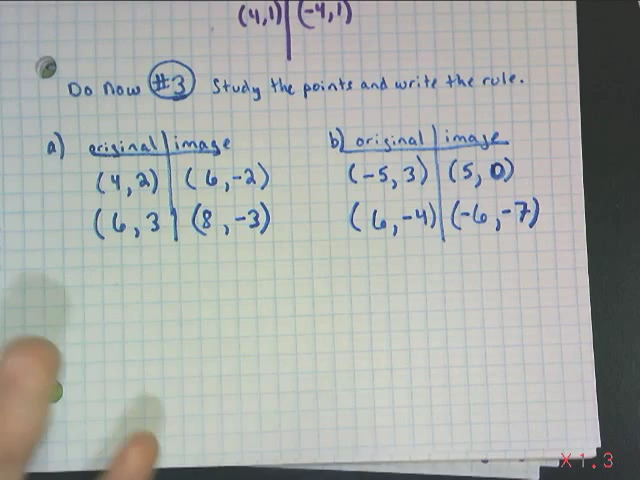 (4,1) | (-4,1)
Do Now #3 Study the points and write the rule.
a) original | image
(4, 2) | (6, -2)
(6, 3 | (8, -3)
b) original | image
(-5, 3) | (5, 0)
(6, -4) | (-6, -7)
X1.3